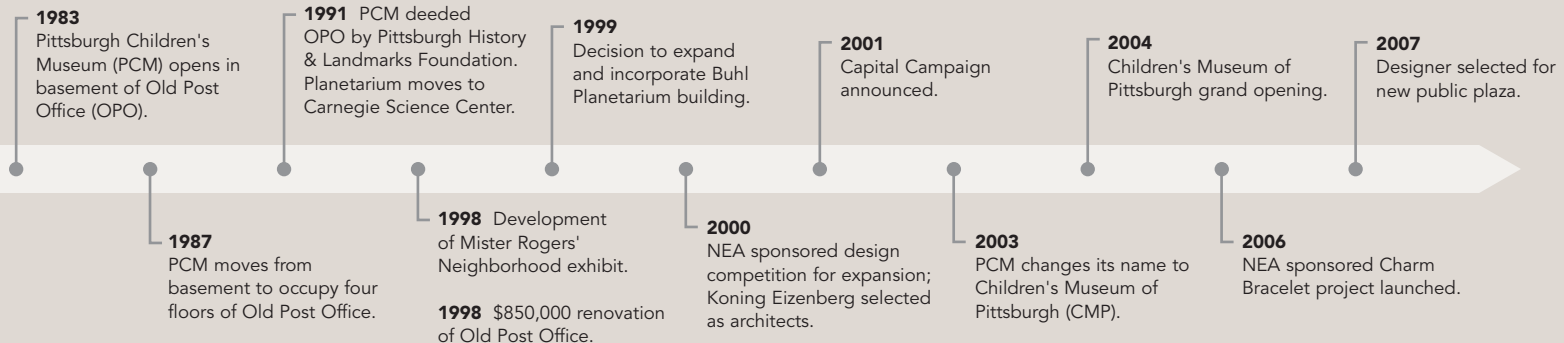 1983
Pittsburgh Children's
Museum (PCM) opens in
basement of Old Post
Office (OPO).
1987
PCM moves from
basement to occupy four
floors of Old Post Office.
1991 PCM deeded
OPO by Pittsburgh History
& Landmarks Foundation.
Planetarium moves to
Carnegie Science Center.
1998 Development
of Mister Rogers'
Neighborhood exhibit.
1998 $850,000 renovation
of Old Post Office.
1999
Decision to expand
and incorporate Buhl
Planetarium building.
2000
NEA sponsored design
competition for expansion;
Koning Eizenberg selected
as architects.
2001
Capital Campaign
announced.
2003
PCM changes its name to
Children's Museum of
Pittsburgh (CMP).
2004
Children's Museum of
Pittsburgh grand opening.
2006
NEA sponsored Charm
Bracelet project launched.
2007
Designer selected for
new public plaza.